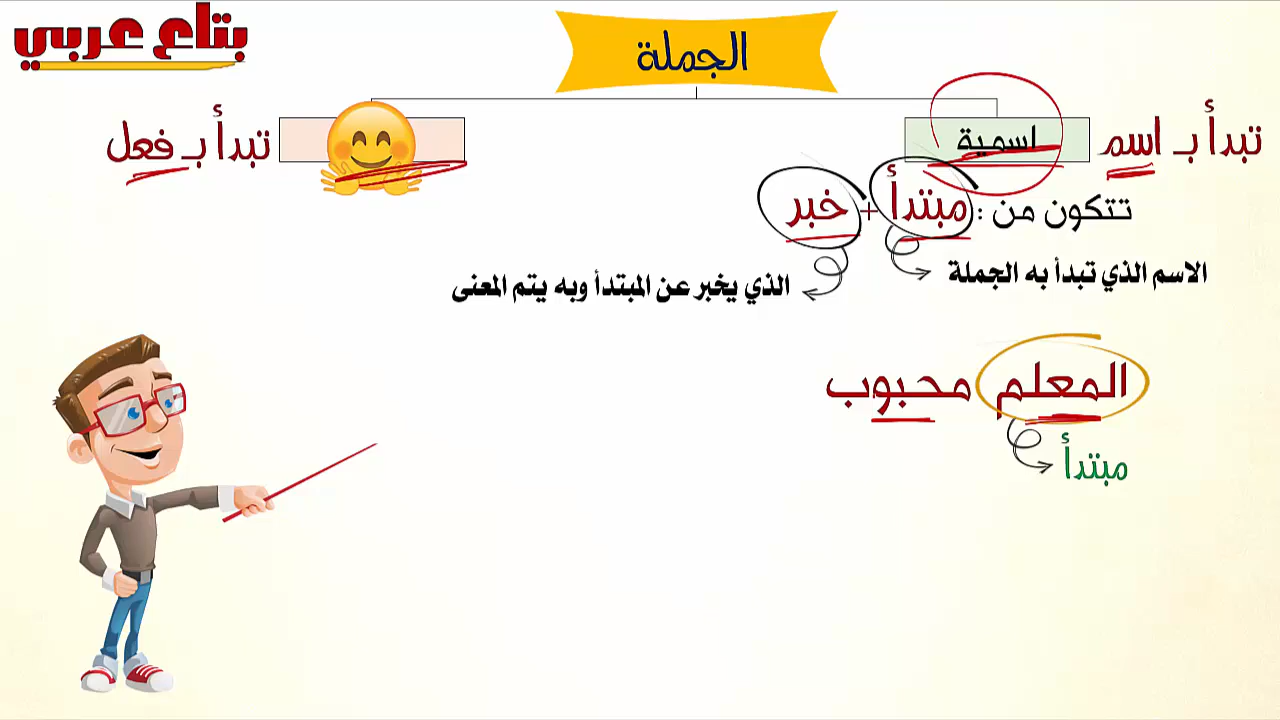 بتاع عربي
الجملة
تبدأ بـ اسم
اسمية
تبدأ بـ فعل
تتكون من : مبتدأ + خبر
الاسم الذي تبدأ به الجملة
الذي يخبر عن المبتدأ وبه يتم المعنى
المعلم محبوب
مبتدأ